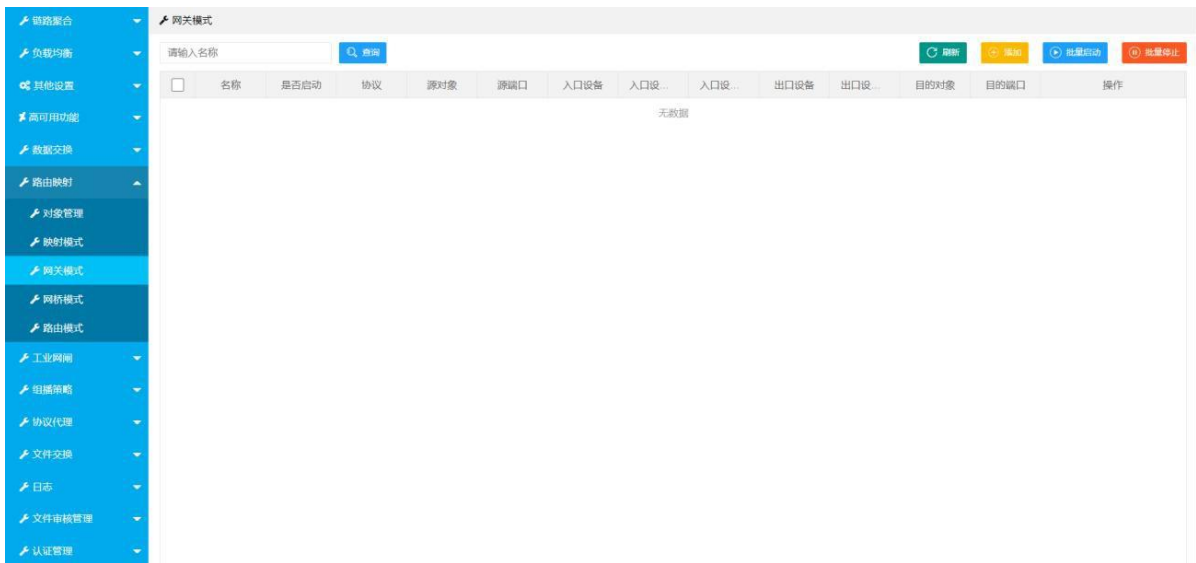 链路聚合
网关模式
负载均衡
请输入名称
查询
刷新
添加
批量启动
批量停止
其他设置
名称
是否启动
协议
源对象
源端口
入口设备
入口设...
入口设...
出口设备
出口设...
目的对象
目的端口
操作
无数据
高可用功能
数据交换
路由映射
对象管理
映射模式
网关模式
网桥模式
路由模式
工业网闸
组播策略
协议代理
文件交换
日志
文件审核管理
认证管理